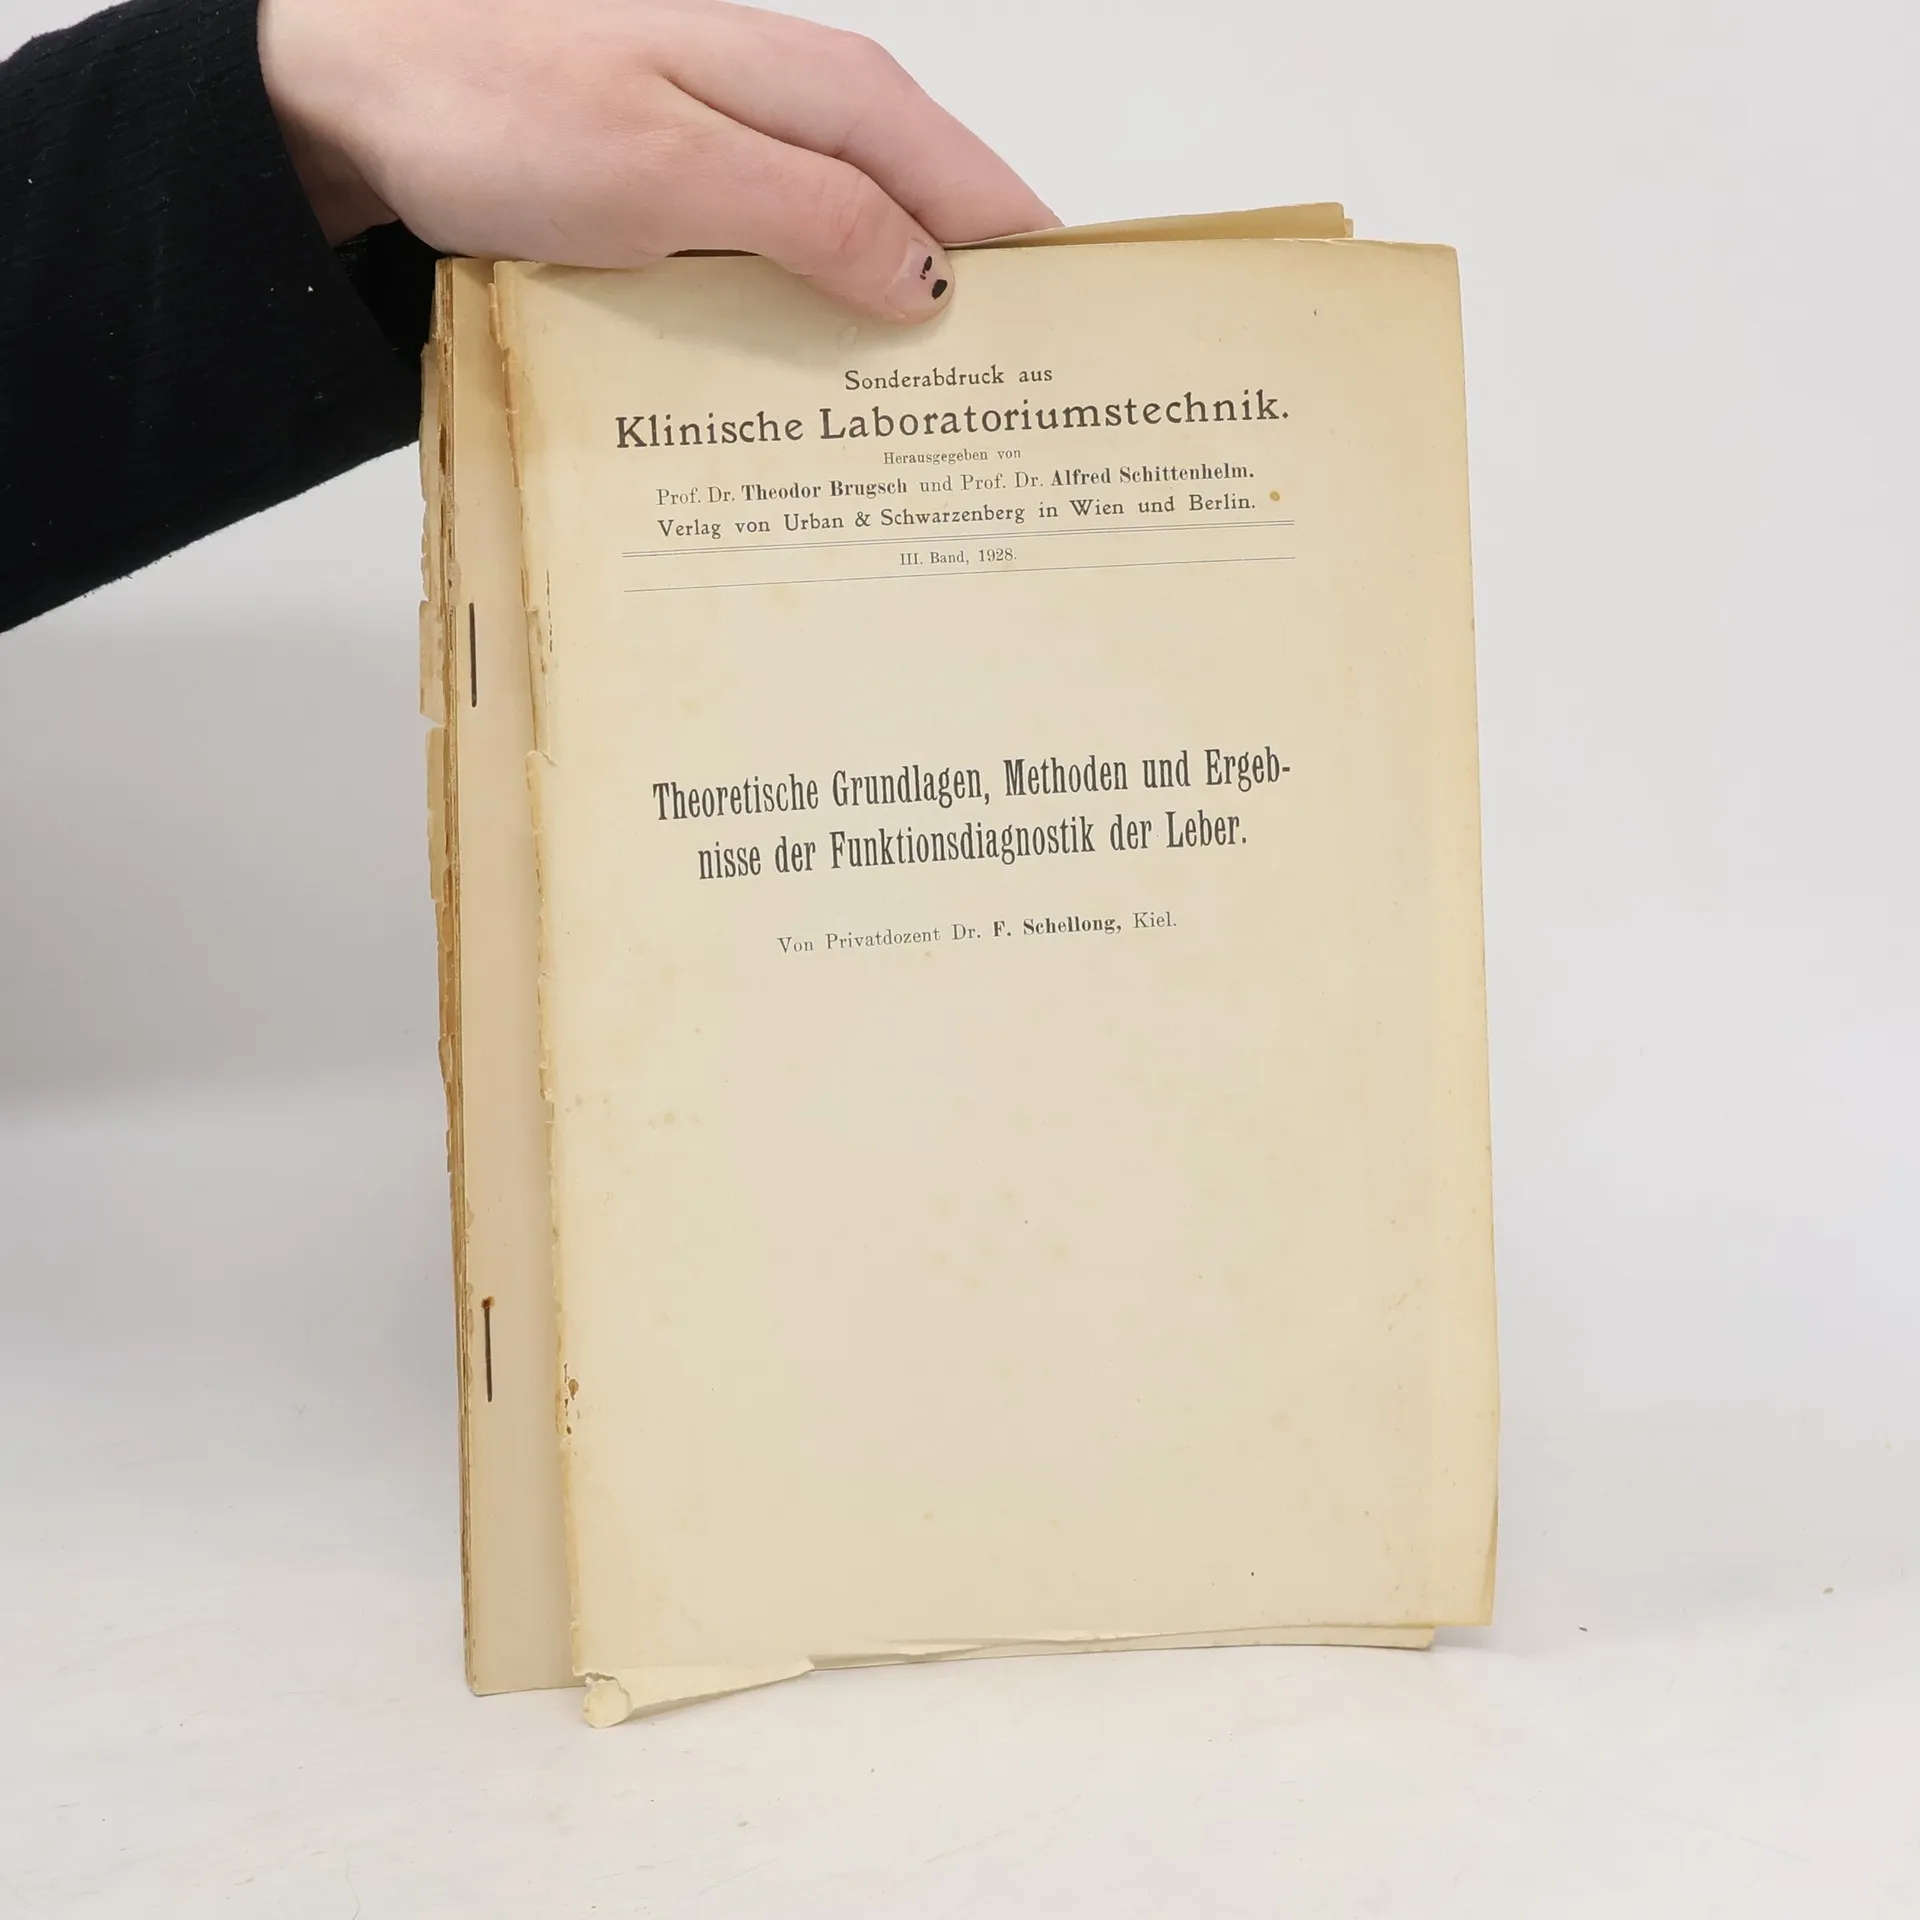 Sonderabdruck aus
Klinische Laboratoriumstechnik.
Herausgegeben von
Prof. Dr. Theodor Brugsch und Prof. Dr. Alfred Schittenhelm.
Verlag von Urban & Schwarzenberg in Wien und Berlin.
III. Band, 1928.
Theoretische Grundlagen, Methoden und Ergeb-
nisse der Funktionsdiagnostik der Leber.
Von Privatdozent Dr. F. Schellong, Kiel.